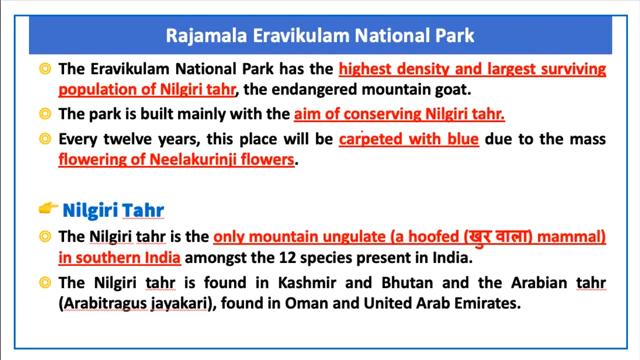 Rajamala Eravikulam National Park
The Eravikulam National Park has the highest density and largest surviving
population of Nilgiri tahr, the endangered mountain goat.
The park is built mainly with the aim of conserving Nilgiri tahr.
Every twelve years, this place will be carpeted with blue due to the mass
flowering of Neelakurinji flowers.
Nilgiri Tahr
The Nilgiri tahr is the only mountain ungulate (a hoofed (खुर वाला) mammal)
in southern India amongst the 12 species present in India.
The Nilgiri tahr is found in Kashmir and Bhutan and the Arabian tahr
(Arabitragus jayakari), found in Oman and United Arab Emirates.